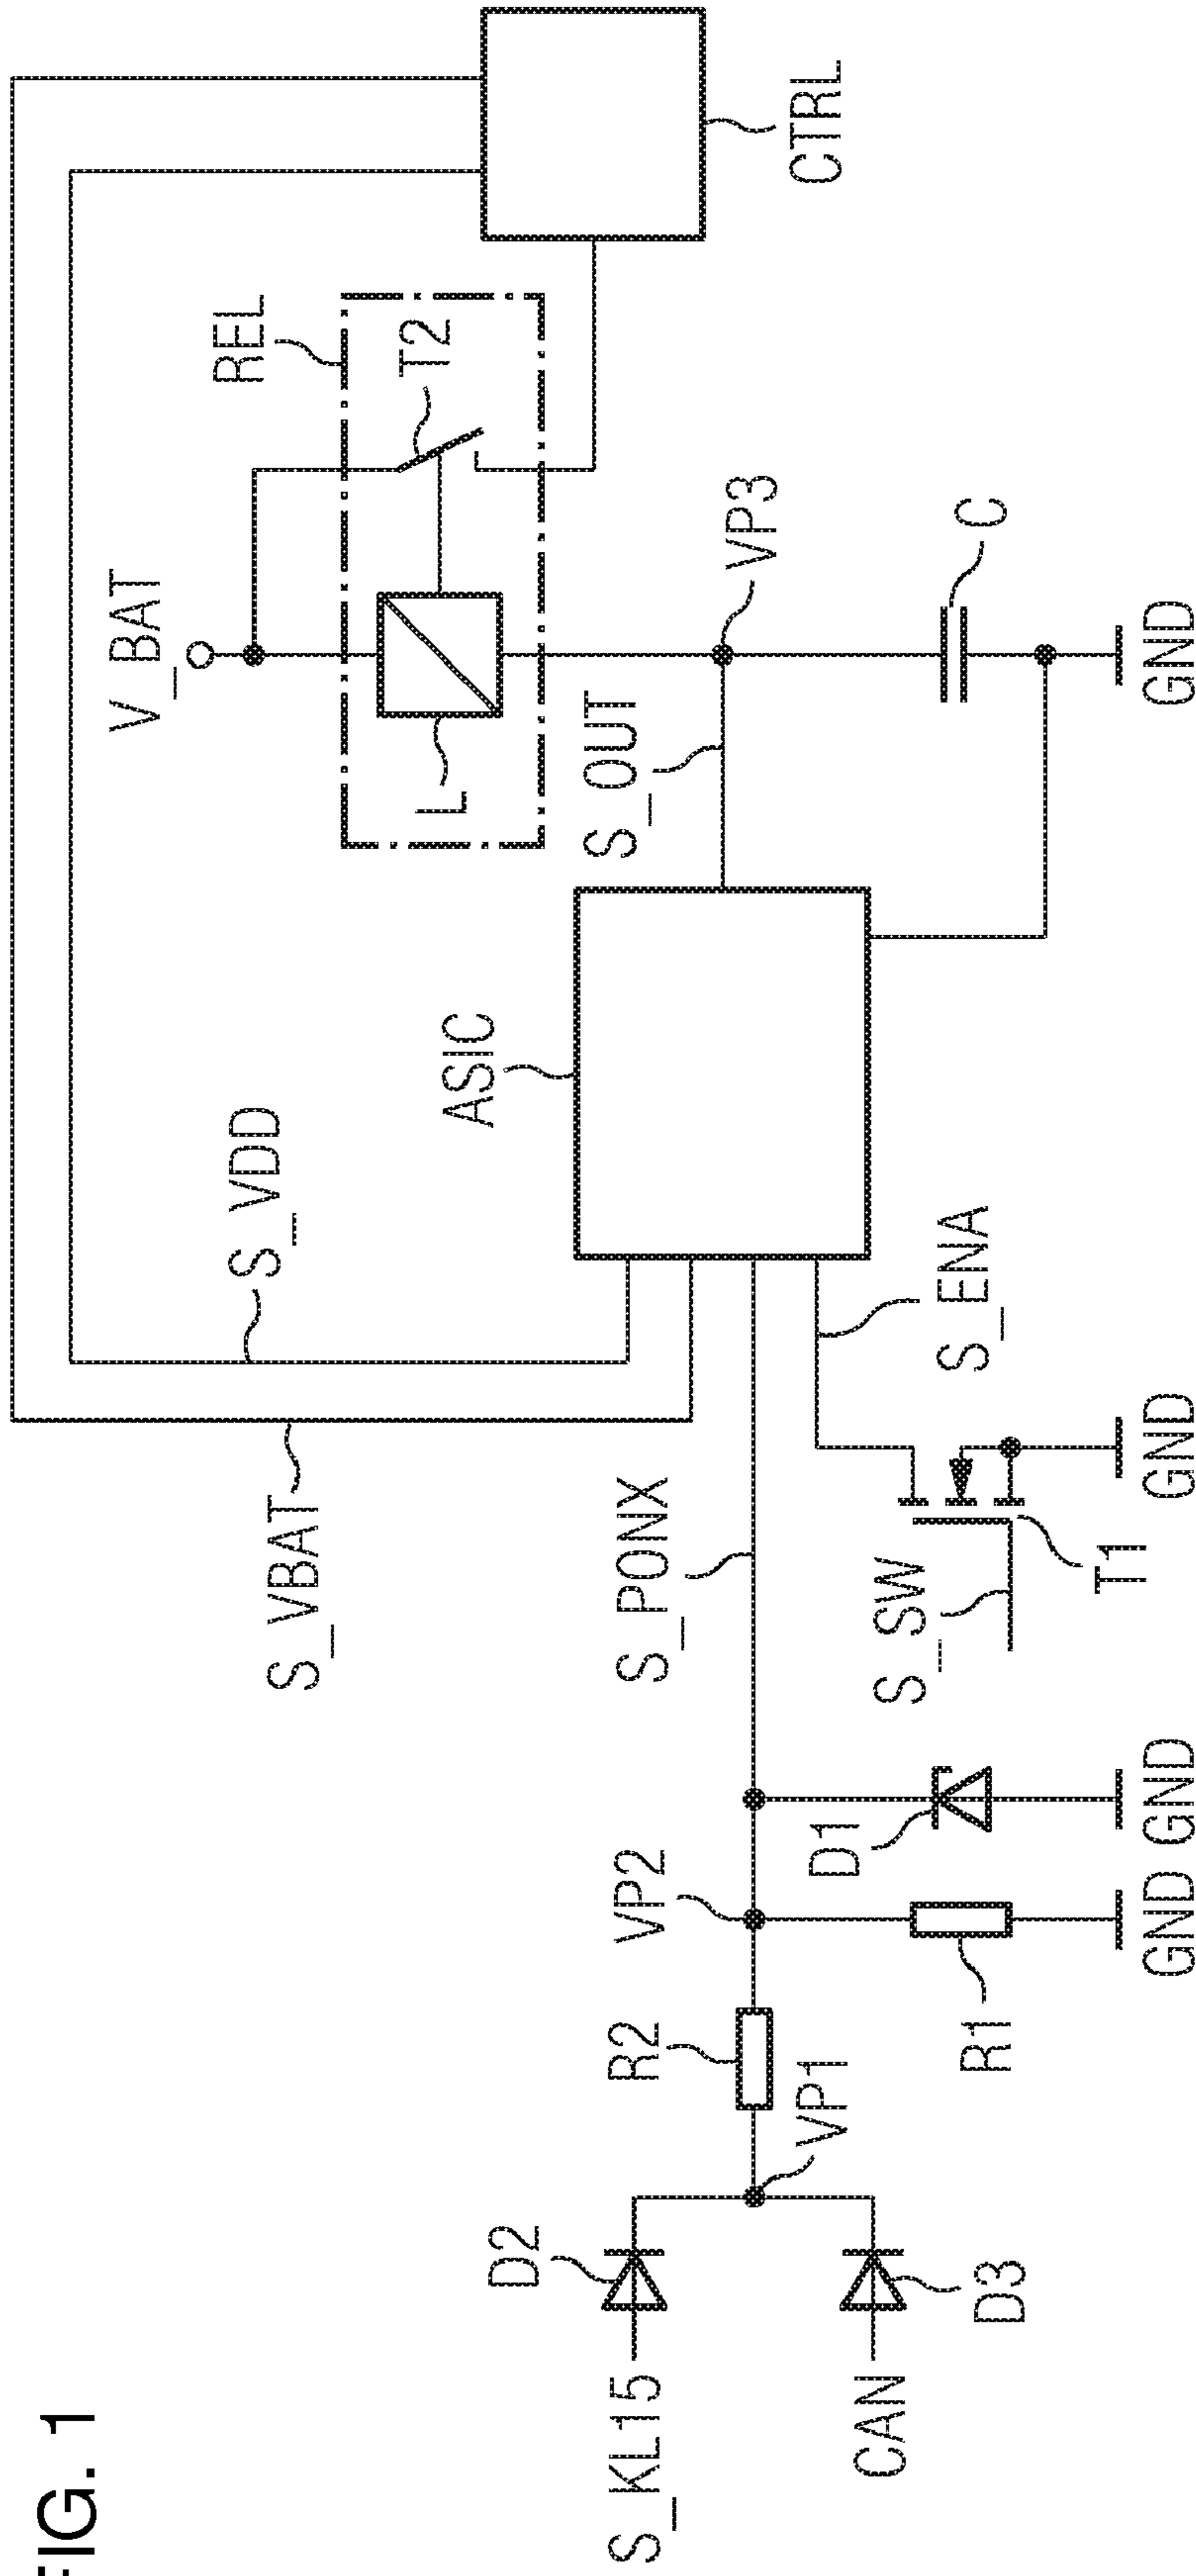 FIG. 1
S_KL15
CAN
D2
D3
VP1
R2
R1
VP2
D1
GND
GND
S_PONX
S_SW
T1
GND
S_ENA
S_VBAT
S_VDD
ASIC
S_OUT
L
V_BAT
REL
T2
VP3
C
GND
CTRL